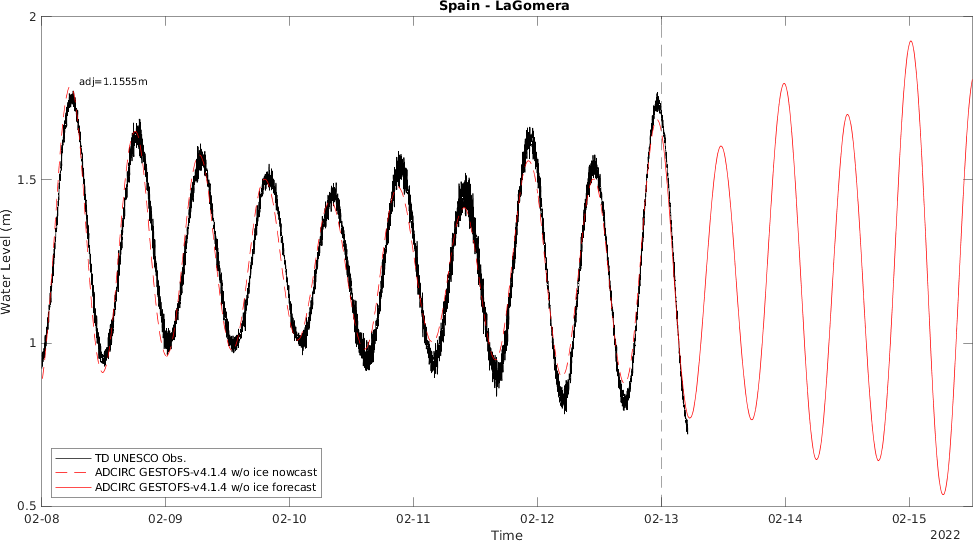 Spain - LaGomera
2
adj=1.1555m
1.5
Water Level (m)
1
TD UNESCO Obs.
ADCIRC GESTOFS-v4.1.4 w/o ice nowcast
ADCIRC GESTOFS-v4.1.4 w/o ice forecast
0.5
02-08 02-09 02-10 02-11 02-12 02-13 02-14 02-15
Time
2022